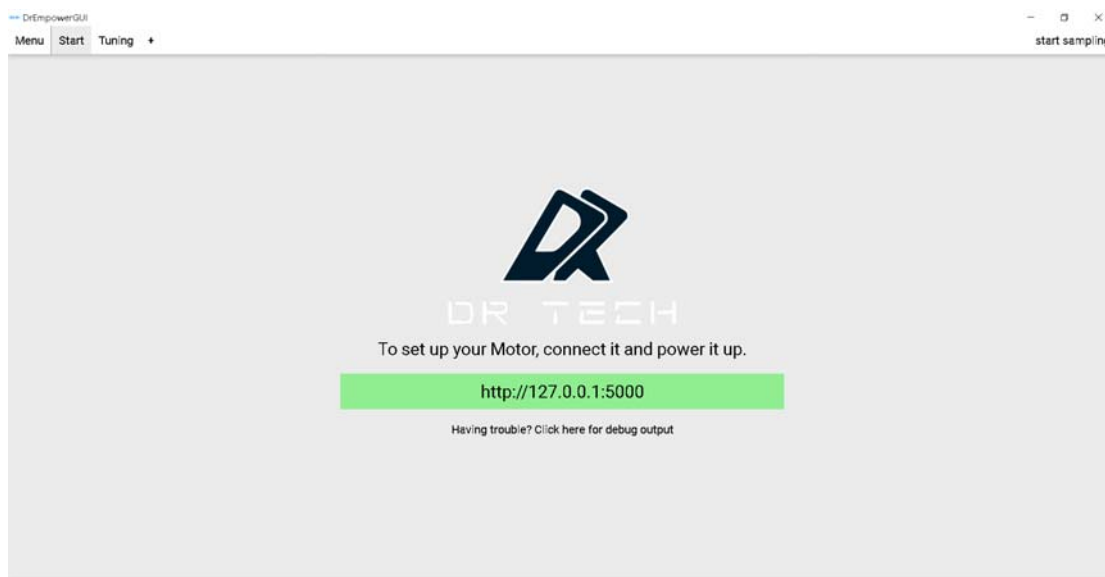 DrEmpowerGUI
Menu Start Tuning + start sampling
DR TECH
To set up your Motor, connect it and power it up.
http://127.0.0.1:5000
Having trouble? Click here for debug output